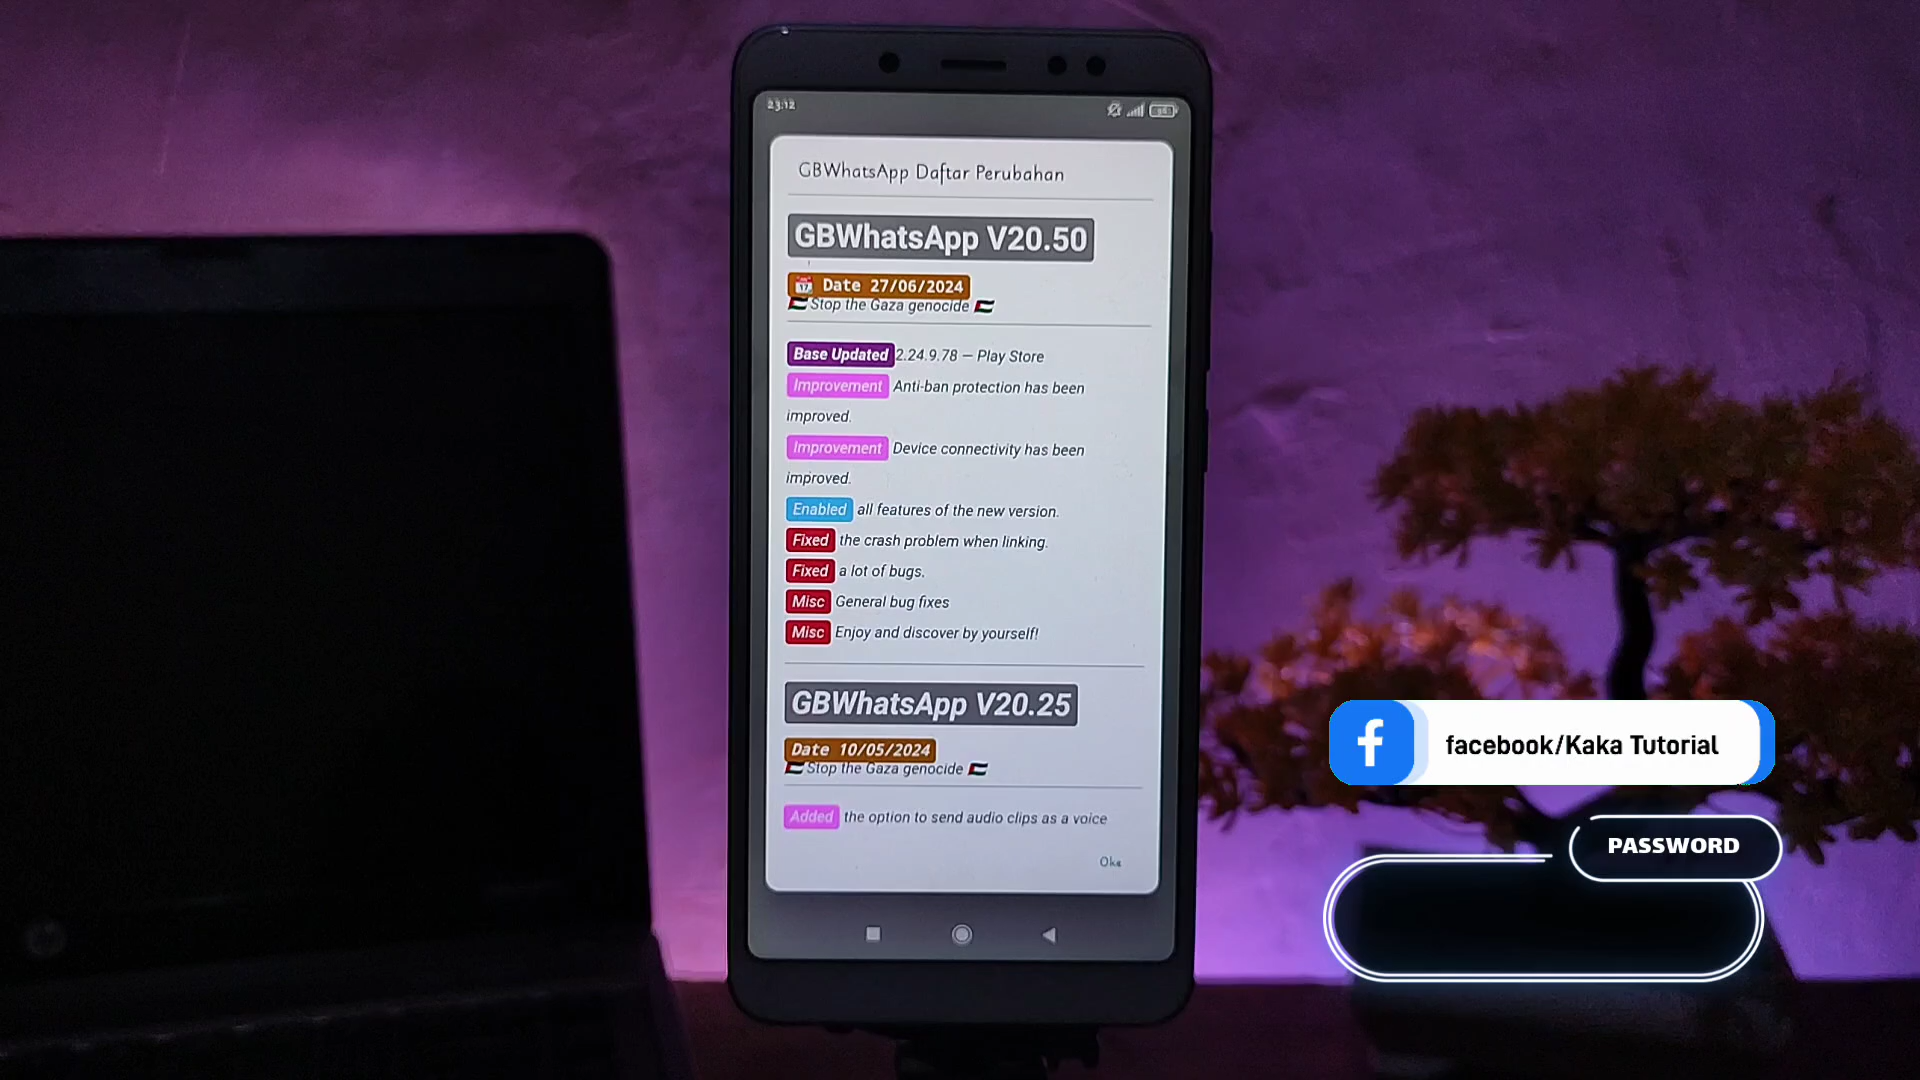 23:12
GBWhatsApp Daftar Perubahan
GBWhatsApp V20.50
Date 27/06/2024
Stop the Gaza genocide
Base Updated 2.24.9.78 — Play Store
Improvement Anti-ban protection has been
improved.
Improvement Device connectivity has been
improved.
Enabled all features of the new version.
Fixed the crash problem when linking.
Fixed a lot of bugs.
Misc General bug fixes
Misc Enjoy and discover by yourself!
GBWhatsApp V20.25
Date 10/05/2024
Stop the Gaza genocide
Added the option to send audio clips as a voice
Oke
facebook/Kaka Tutorial
PASSWORD